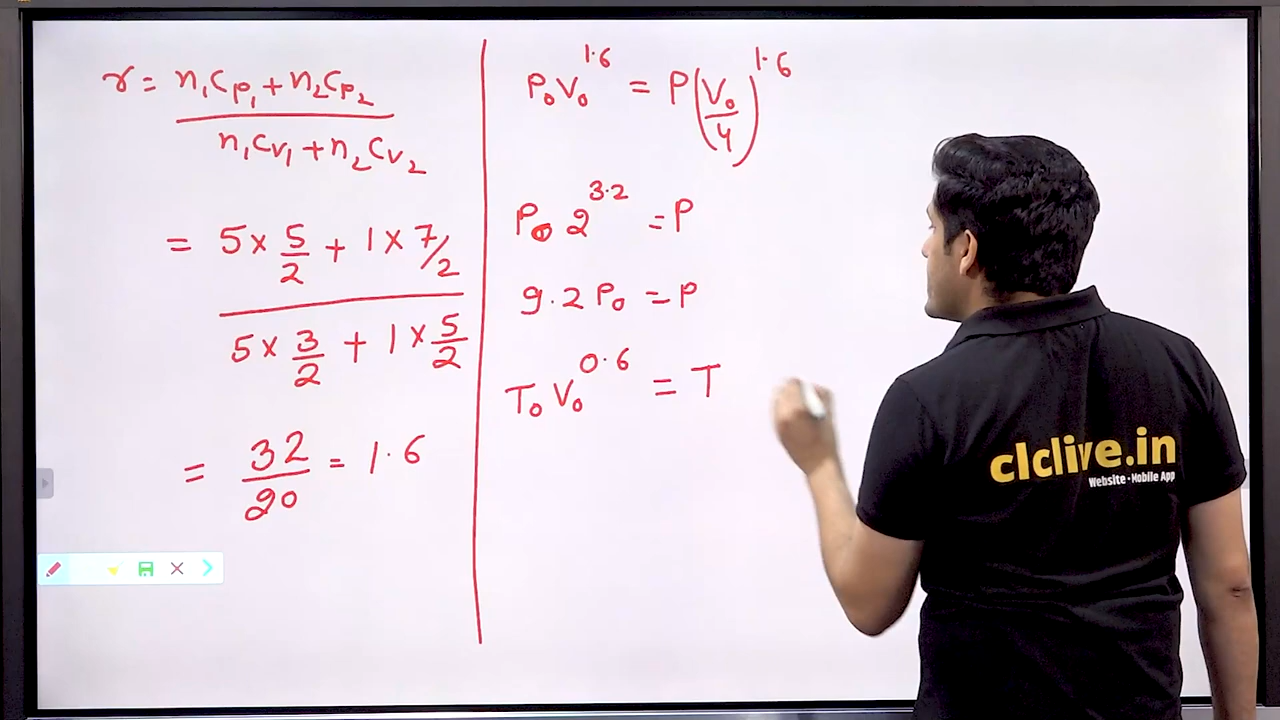 γ = n₁Cp₁ + n₂Cp₂
n₁Cv₁ + n₂Cv₂
= 5 × 5/2 + 1 × 7/2
5 × 3/2 + 1 × 5/2
= 32/20 = 1.6
P₀V₀^1.6 = P(V₀/4)^1.6
P₀ 2^3.2 = P
9.2 P₀ = P
T₀V₀^0.6 = T
clclive.in
Website - Mobile App